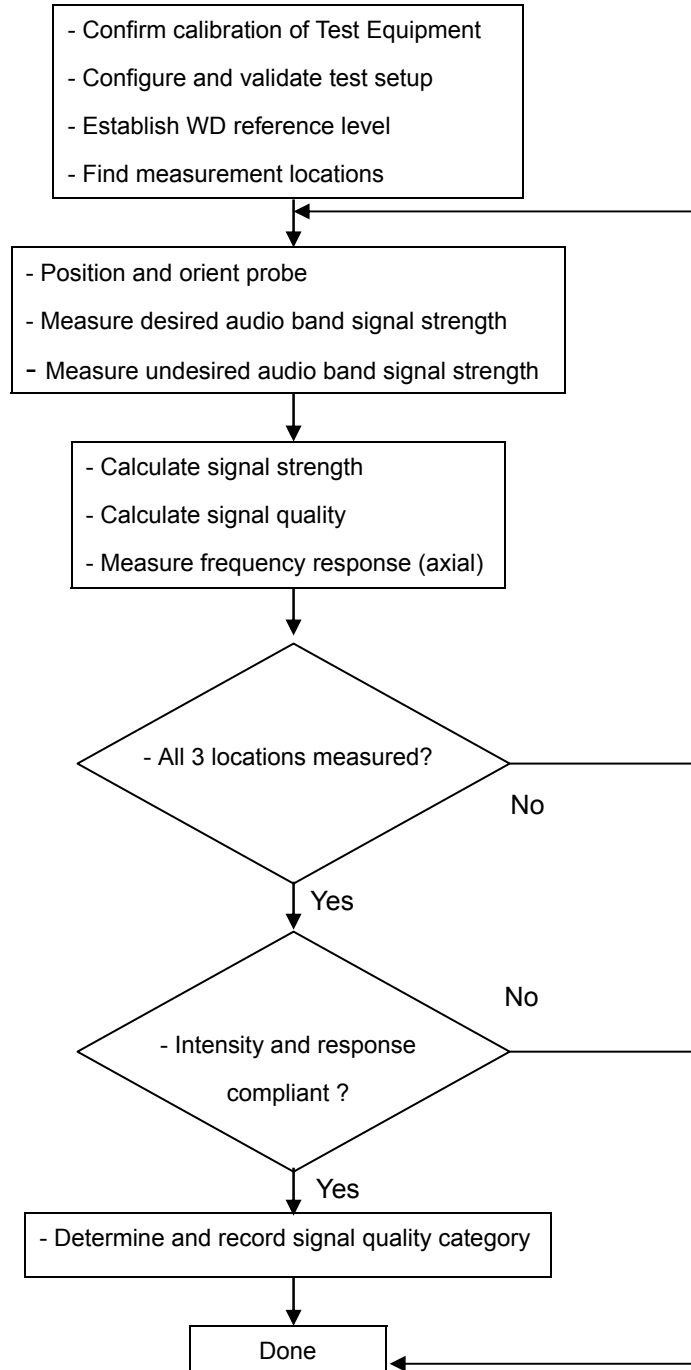 - Confirm calibration of Test Equipment
- Configure and validate test setup
- Establish WD reference level
- Find measurement locations
- Position and orient probe
- Measure desired audio band signal strength
- Measure undesired audio band signal strength
- Calculate signal strength
- Calculate signal quality
- Measure frequency response (axial)
- All 3 locations measured?
No
Yes
No
- Intensity and response
compliant ?
Yes
- Determine and record signal quality category
Done